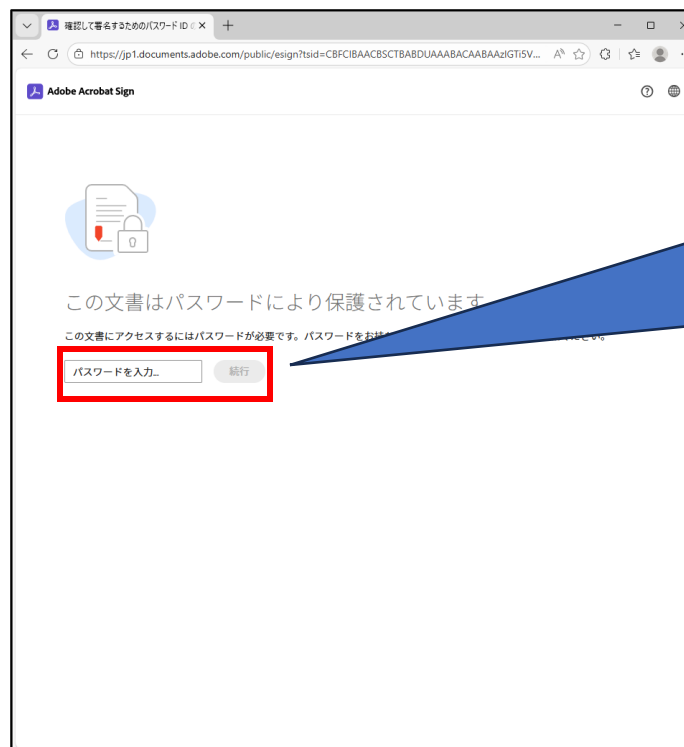 確認して署名するためのパスワード ID
https://jp1.documents.adobe.com/public/esign?tsid=CBFCIBAACBSCTBABDUAAABACAABAAzIGTi5V...
Adobe Acrobat Sign
この文書はパスワードにより保護されています
この文書にアクセスするにはパスワードが必要です。パスワードをお持
パスワードを入力...
続行